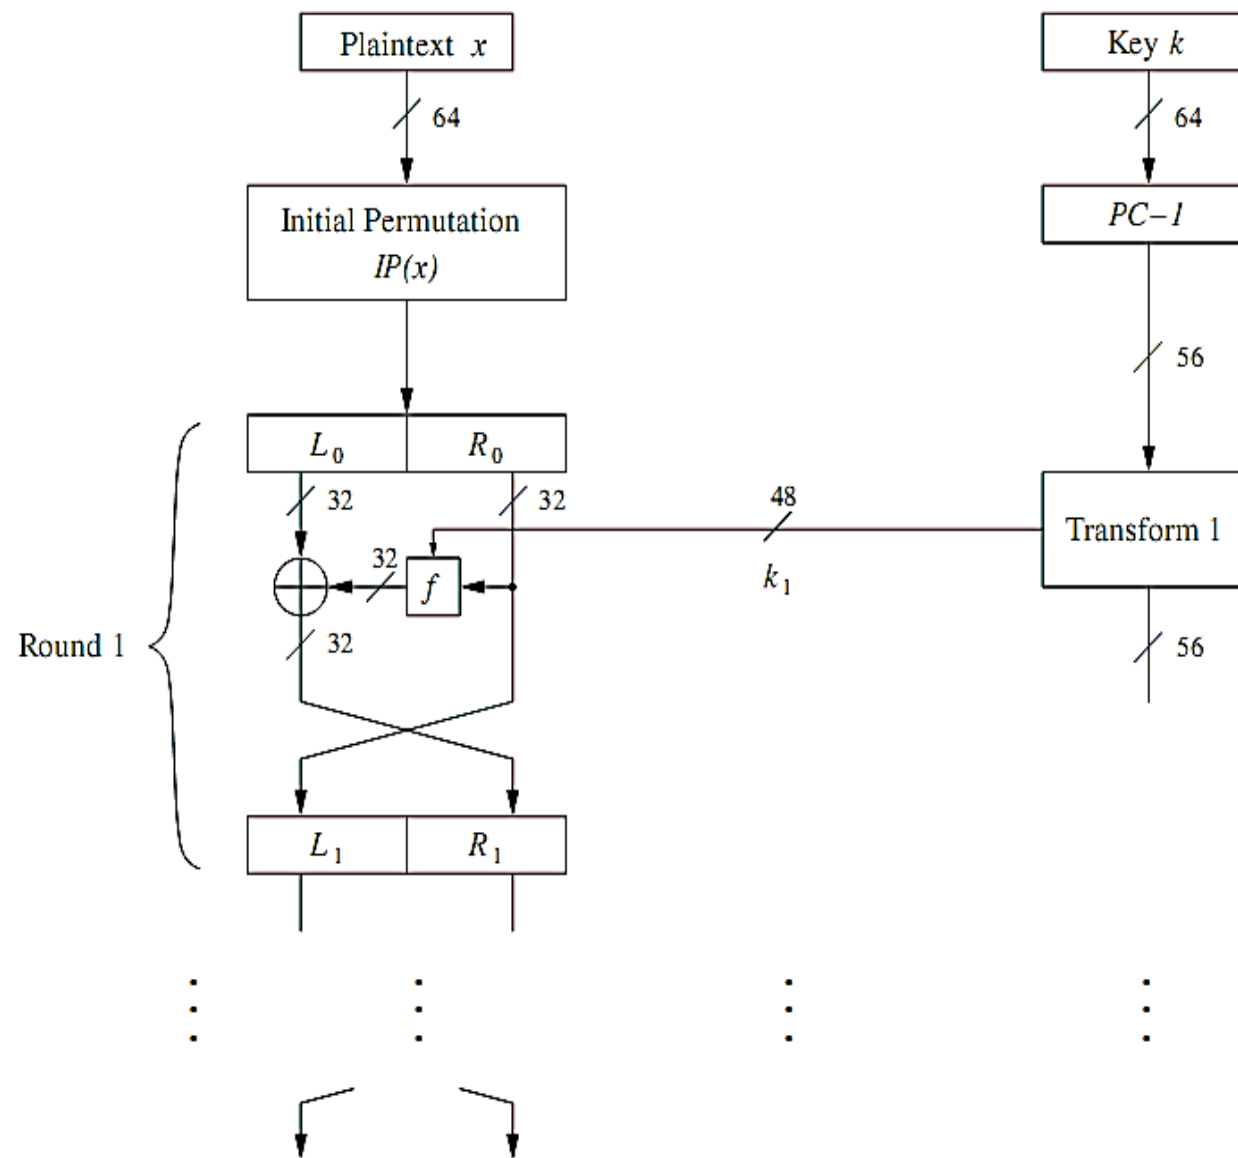 Plaintext x
Key k
64
64
Initial Permutation
IP(x)
PC–1
56
L0
R0
32
32
48
Transform 1
32
f
k1
Round 1
32
56
L1
R1